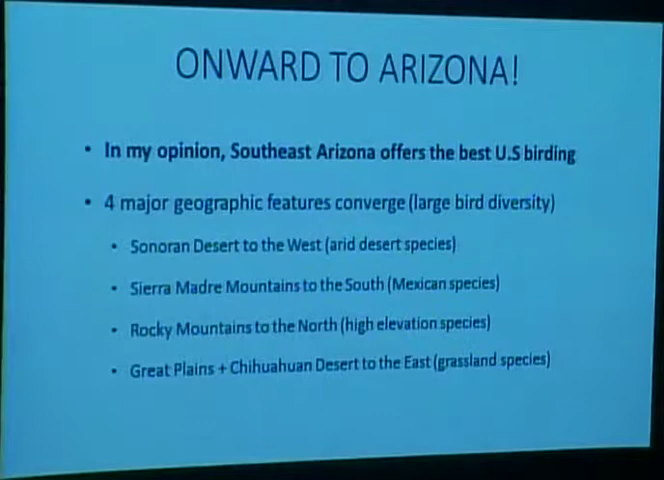 ONWARD TO ARIZONA!
• In my opinion, Southeast Arizona offers the best U.S birding
• 4 major geographic features converge (large bird diversity)
• Sonoran Desert to the West (arid desert species)
• Sierra Madre Mountains to the South (Mexican species)
• Rocky Mountains to the North (high elevation species)
• Great Plains + Chihuahuan Desert to the East (grassland species)